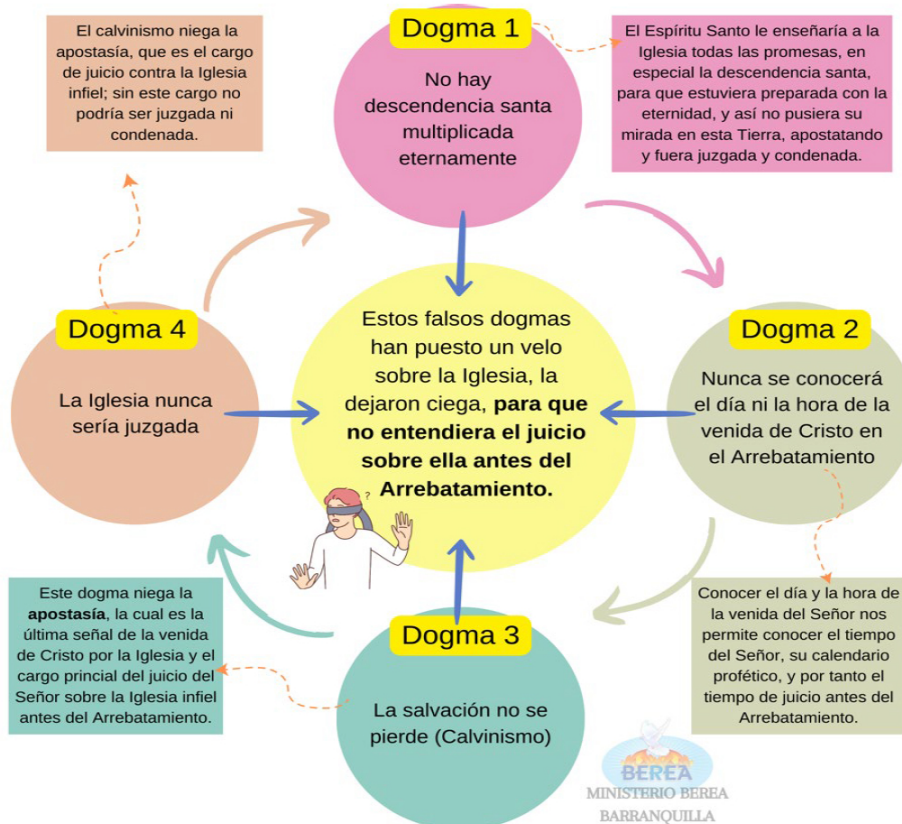 El calvinismo niega la
apostasía, que es el cargo
de juicio contra la Iglesia
infiel; sin este cargo no
podría ser juzgada ni
condenada.
Dogma 1
No hay
descendencia santa
multiplicada
eternamente
El Espíritu Santo le enseñaría a la
Iglesia todas las promesas, en
especial la descendencia santa,
para que estuviera preparada con la
eternidad, y así no pusiera su
mirada en esta Tierra, apostatando
y fuera juzgada y condenada.
Dogma 4
La Iglesia nunca
sería juzgada
Estos falsos dogmas
han puesto un velo
sobre la Iglesia, la
dejaron ciega, para que
no entendiera el juicio
sobre ella antes del
Arrebatamiento.
?
Dogma 2
Nunca se conocerá
el día ni la hora de la
venida de Cristo en
el Arrebatamiento
Este dogma niega la
apostasía, la cual es la
última señal de la venida
de Cristo por la Iglesia y el
cargo princial del juicio del
Señor sobre la Iglesia infiel
antes del Arrebatamiento.
Dogma 3
La salvación no se
pierde (Calvinismo)
Conocer el día y la hora de
la venida del Señor nos
permite conocer el tiempo
del Señor, su calendario
profético, y por tanto el
tiempo de juicio antes del
Arrebatamiento.
BEREA
MINISTERIO BEREA
BARRANQUILLA